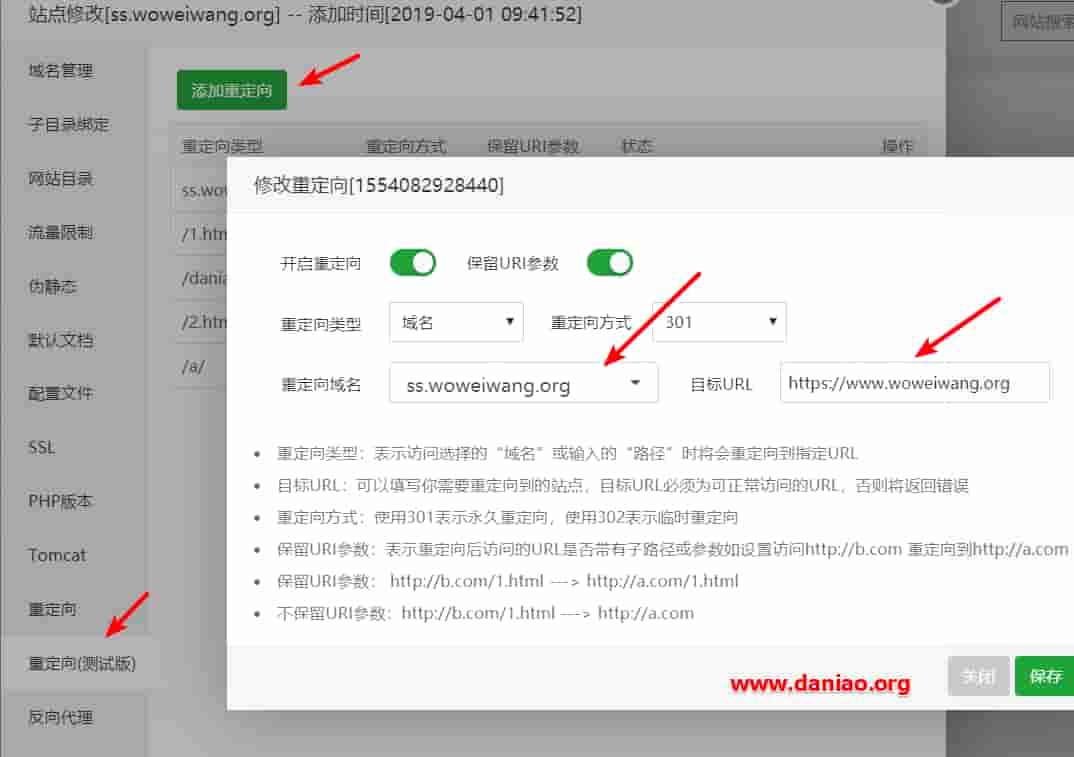 站点修改[ss.woweiwang.org] -- 添加时间[2019-04-01 09:41:52]
网站搜索
域名管理
子目录绑定
网站目录
流量限制
伪静态
默认文档
配置文件
SSL
PHP版本
Tomcat
重定向
重定向(测试版)
反向代理
添加重定向
重定向类型 重定向方式 保留URI参数 状态 操作
ss.wo
/1.htm
/dania
/2.htm
/a/
修改重定向[1554082928440]
开启重定向 保留URI参数
重定向类型 域名 重定向方式 301
重定向域名 ss.woweiwang.org 目标URL https://www.woweiwang.org
重定向类型：表示访问选择的“域名”或输入的“路径”时将会重定向到指定URL
目标URL：可以填写你需要重定向到的站点，目标URL必须为可正常访问的URL，否则将返回错误
重定向方式：使用301表示永久重定向，使用302表示临时重定向
保留URI参数：表示重定向后访问的URL是否带有子路径或参数如设置访问http://b.com 重定向到http://a.com
保留URI参数： http://b.com/1.html ---> http://a.com/1.html
不保留URI参数：http://b.com/1.html ---> http://a.com
www.daniao.org
关闭 保存